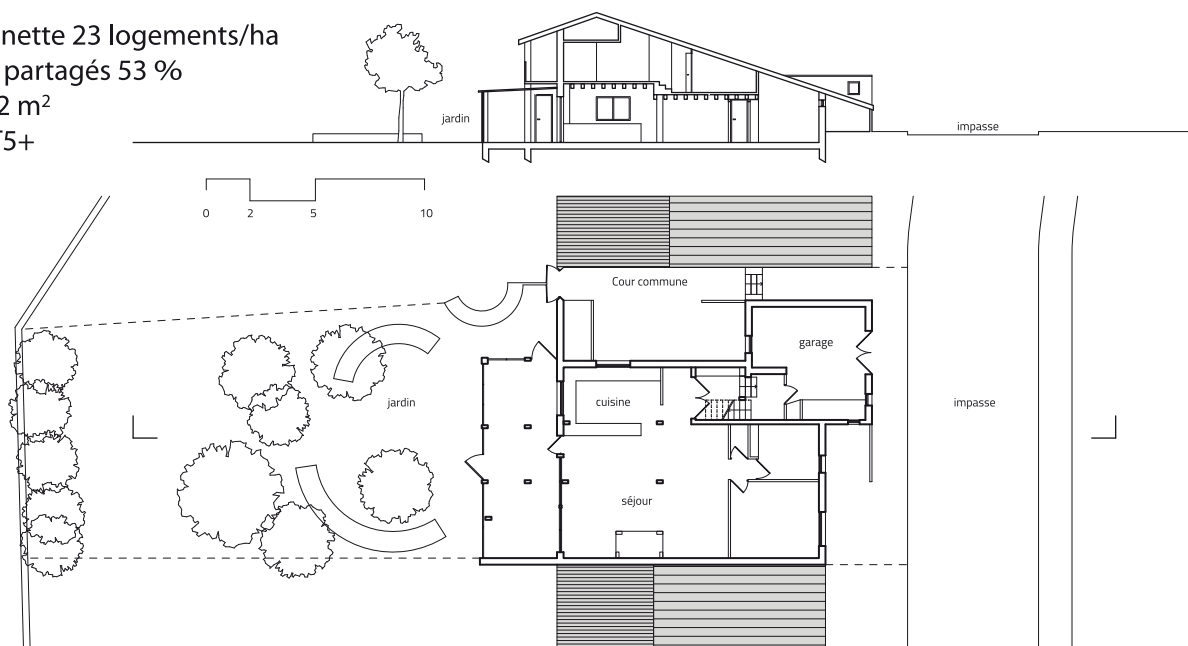 nette 23 logements/ha
partagés 53 %
2 m²
T5+
jardin
impasse
0 2 5 10
Cour commune
garage
jardin
cuisine
impasse
séjour